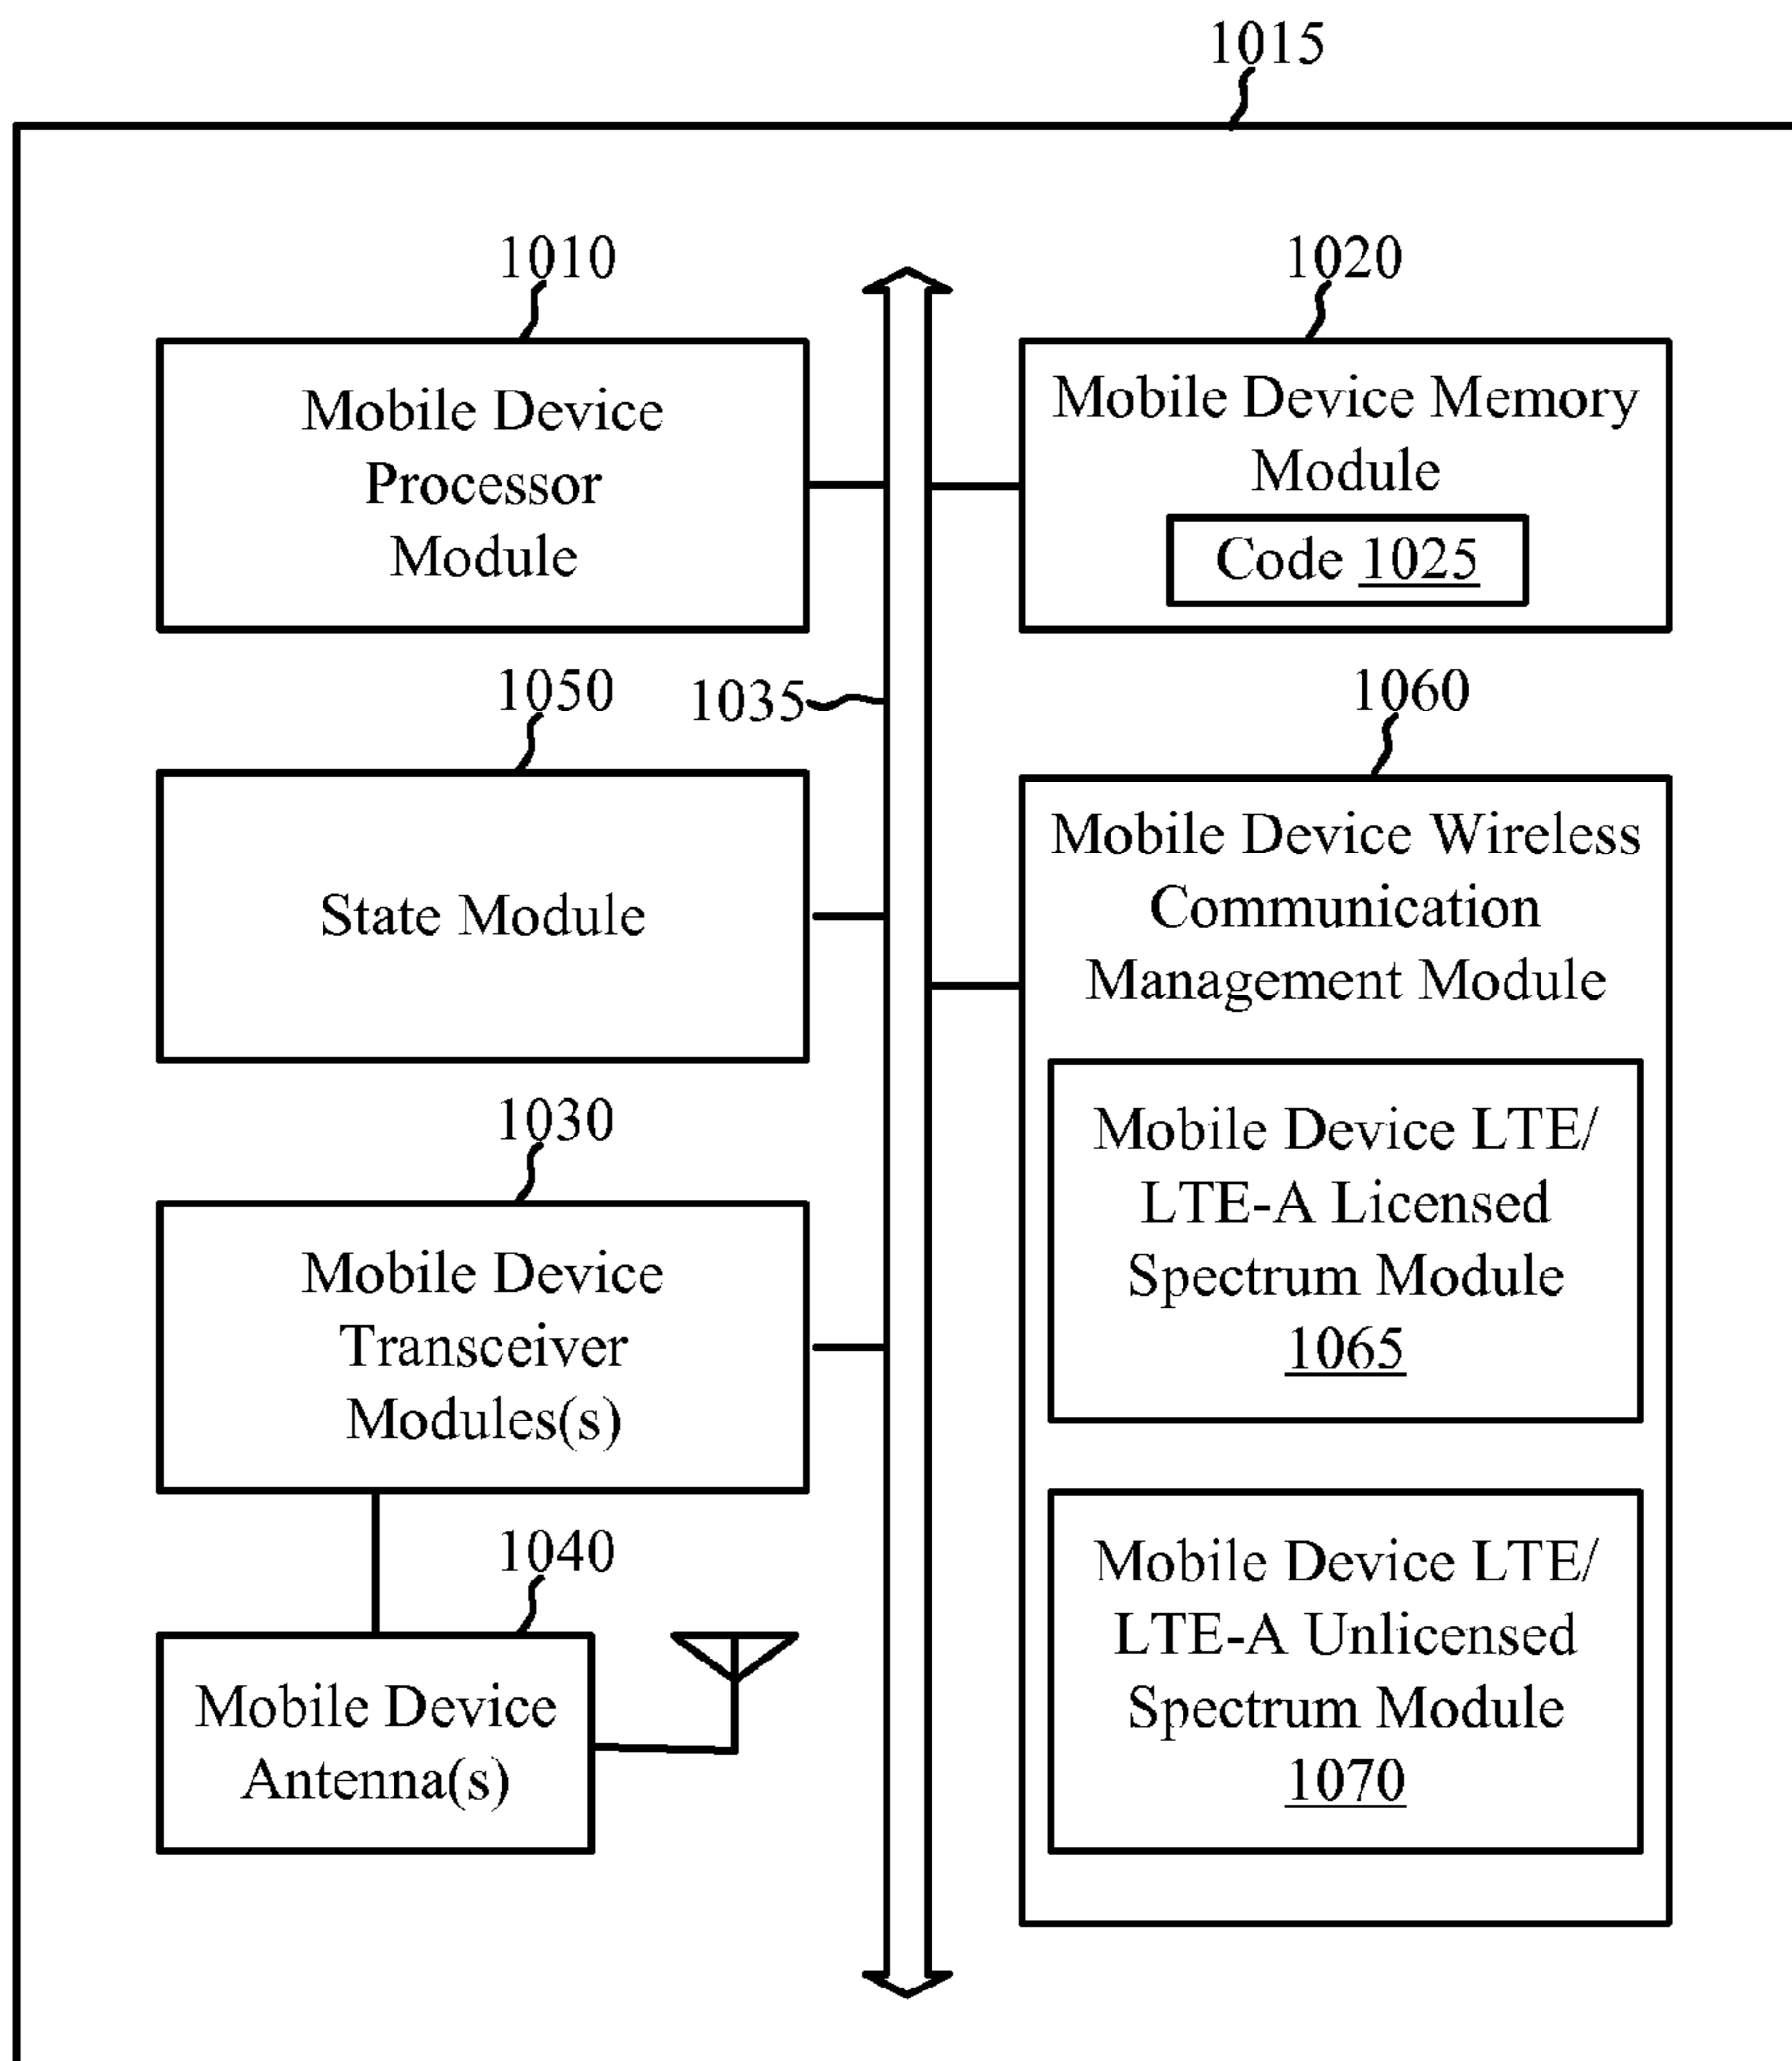 1015
1010
1020
Mobile Device
Processor
Module
Mobile Device Memory
Module
Code 1025
1050
1035
1060
State Module
Mobile Device Wireless
Communication
Management Module
1030
Mobile Device
Transceiver
Modules(s)
Mobile Device LTE/
LTE-A Licensed
Spectrum Module
1065
1040
Mobile Device
Antenna(s)
Mobile Device LTE/
LTE-A Unlicensed
Spectrum Module
1070